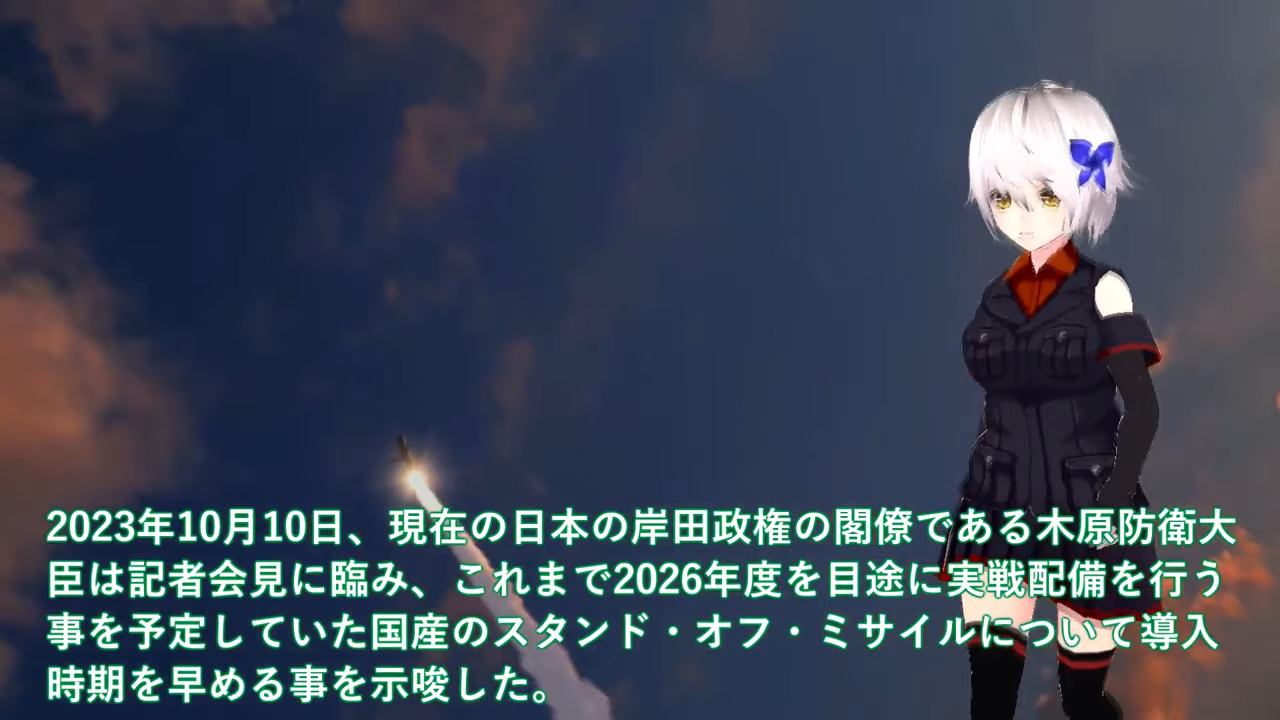 2023年10月10日、現在の日本の岸田政権の閣僚である木原防衛大
臣は記者会見に臨み、これまで2026年度を目途に実戦配備を行う
事を予定していた国産のスタンド・オフ・ミサイルについて導入
時期を早める事を示唆した。